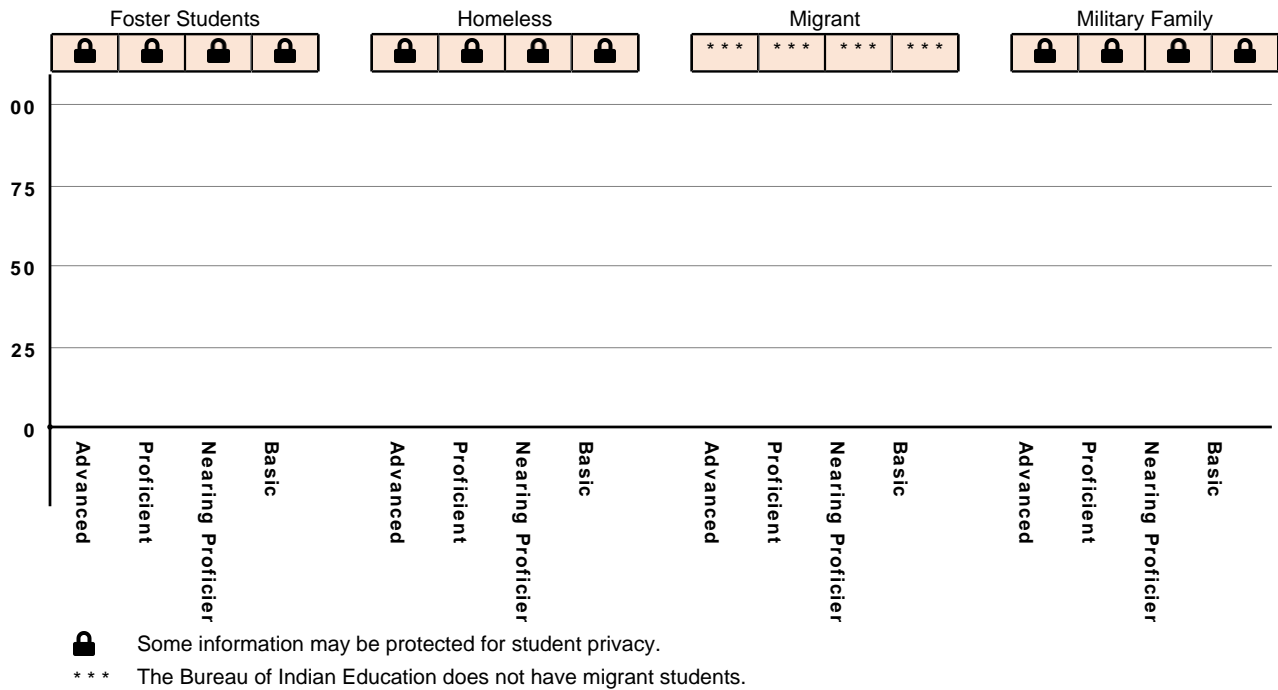 Foster Students Homeless Migrant Military Family
* * * * * * * * * * * *
00
75
50
25
0
Advanced Proficient Nearing Proficier Basic Advanced Proficient Nearing Proficier Basic Advanced Proficient Nearing Proficier Basic Advanced Proficient Nearing Proficier Basic
Some information may be protected for student privacy.
* * * The Bureau of Indian Education does not have migrant students.